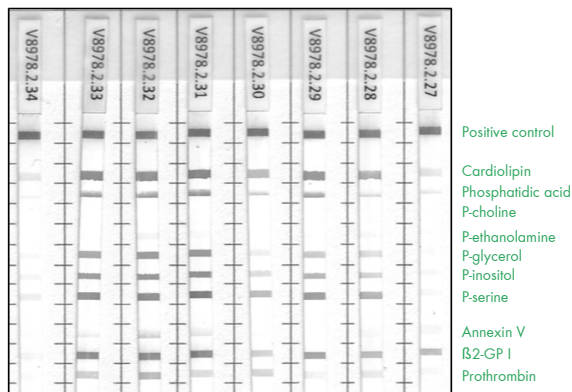 V8978.2.34
V8978.2.33
V8978.2.32
V8978.2.31
V8978.2.30
V8978.2.29
V8978.2.28
V8978.2.27
Positive control
Cardiolipin
Phosphatidic acid
P-choline
P-ethanolamine
P-glycerol
P-inositol
P-serine
Annexin V
ß2-GP I
Prothrombin